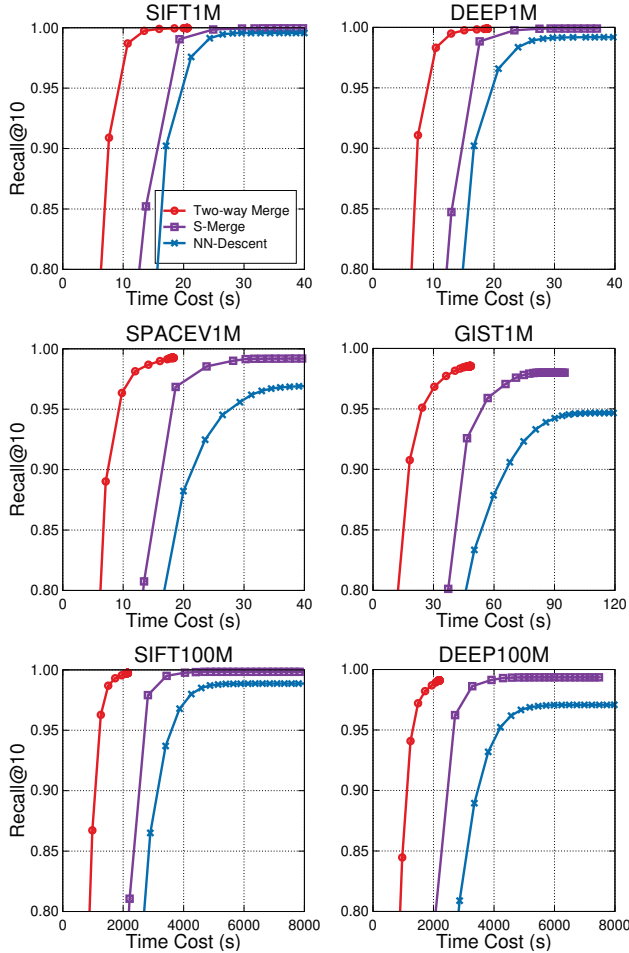 SIFT1M
DEEP1M
Recall@10
1.00
0.95
0.90
0.85
0.80
Two-way Merge
S-Merge
NN-Descent
0 10 20 30 40
Time Cost (s)
1.00
0.95
0.90
0.85
0.80
0 10 20 30 40
Time Cost (s)
SPACEV1M
GIST1M
Recall@10
1.00
0.95
0.90
0.85
0.80
0 10 20 30 40
Time Cost (s)
1.00
0.95
0.90
0.85
0.80
0 30 60 90 120
Time Cost (s)
SIFT100M
DEEP100M
Recall@10
1.00
0.95
0.90
0.85
0.80
0 2000 4000 6000 8000
Time Cost (s)
1.00
0.95
0.90
0.85
0.80
0 2000 4000 6000 8000
Time Cost (s)